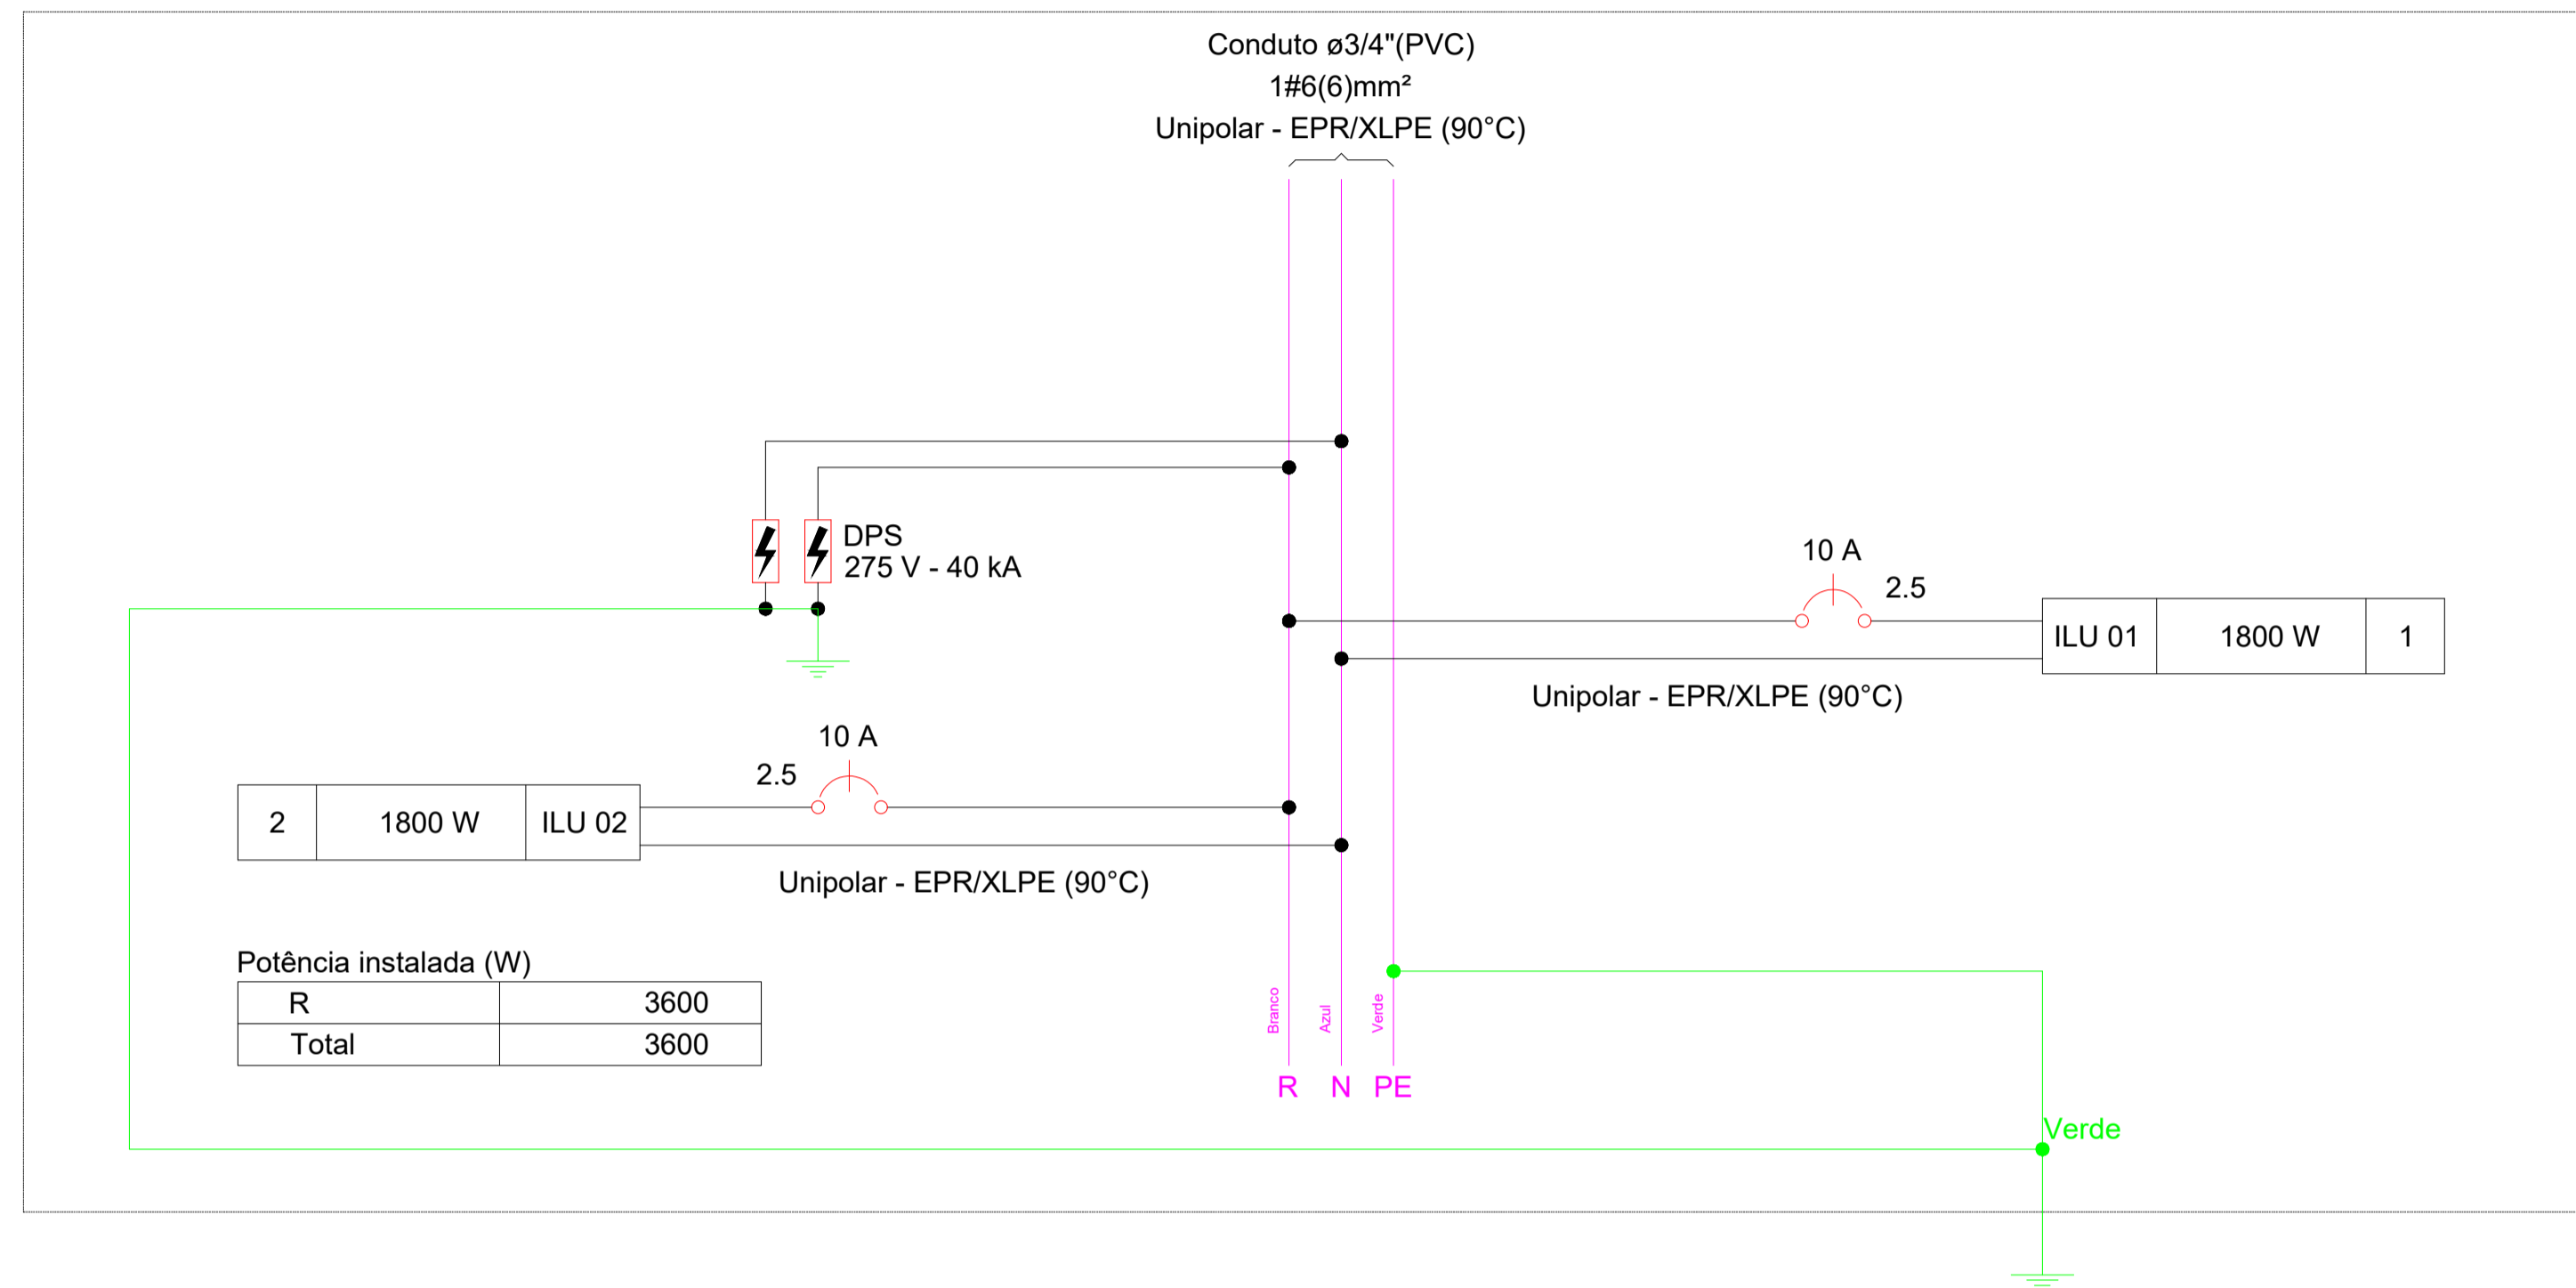 Conduto ø3/4"(PVC)
1#6(6)mm²
Unipolar - EPR/XLPE (90°C)
DPS
275 V - 40 kA
10 A
2.5
ILU 01 1800 W 1
Unipolar - EPR/XLPE (90°C)
10 A
2.5
2 1800 W ILU 02
Unipolar - EPR/XLPE (90°C)
Potência instalada (W)
R 3600
Total 3600
Branco
Azul
Verde
R N PE
Verde